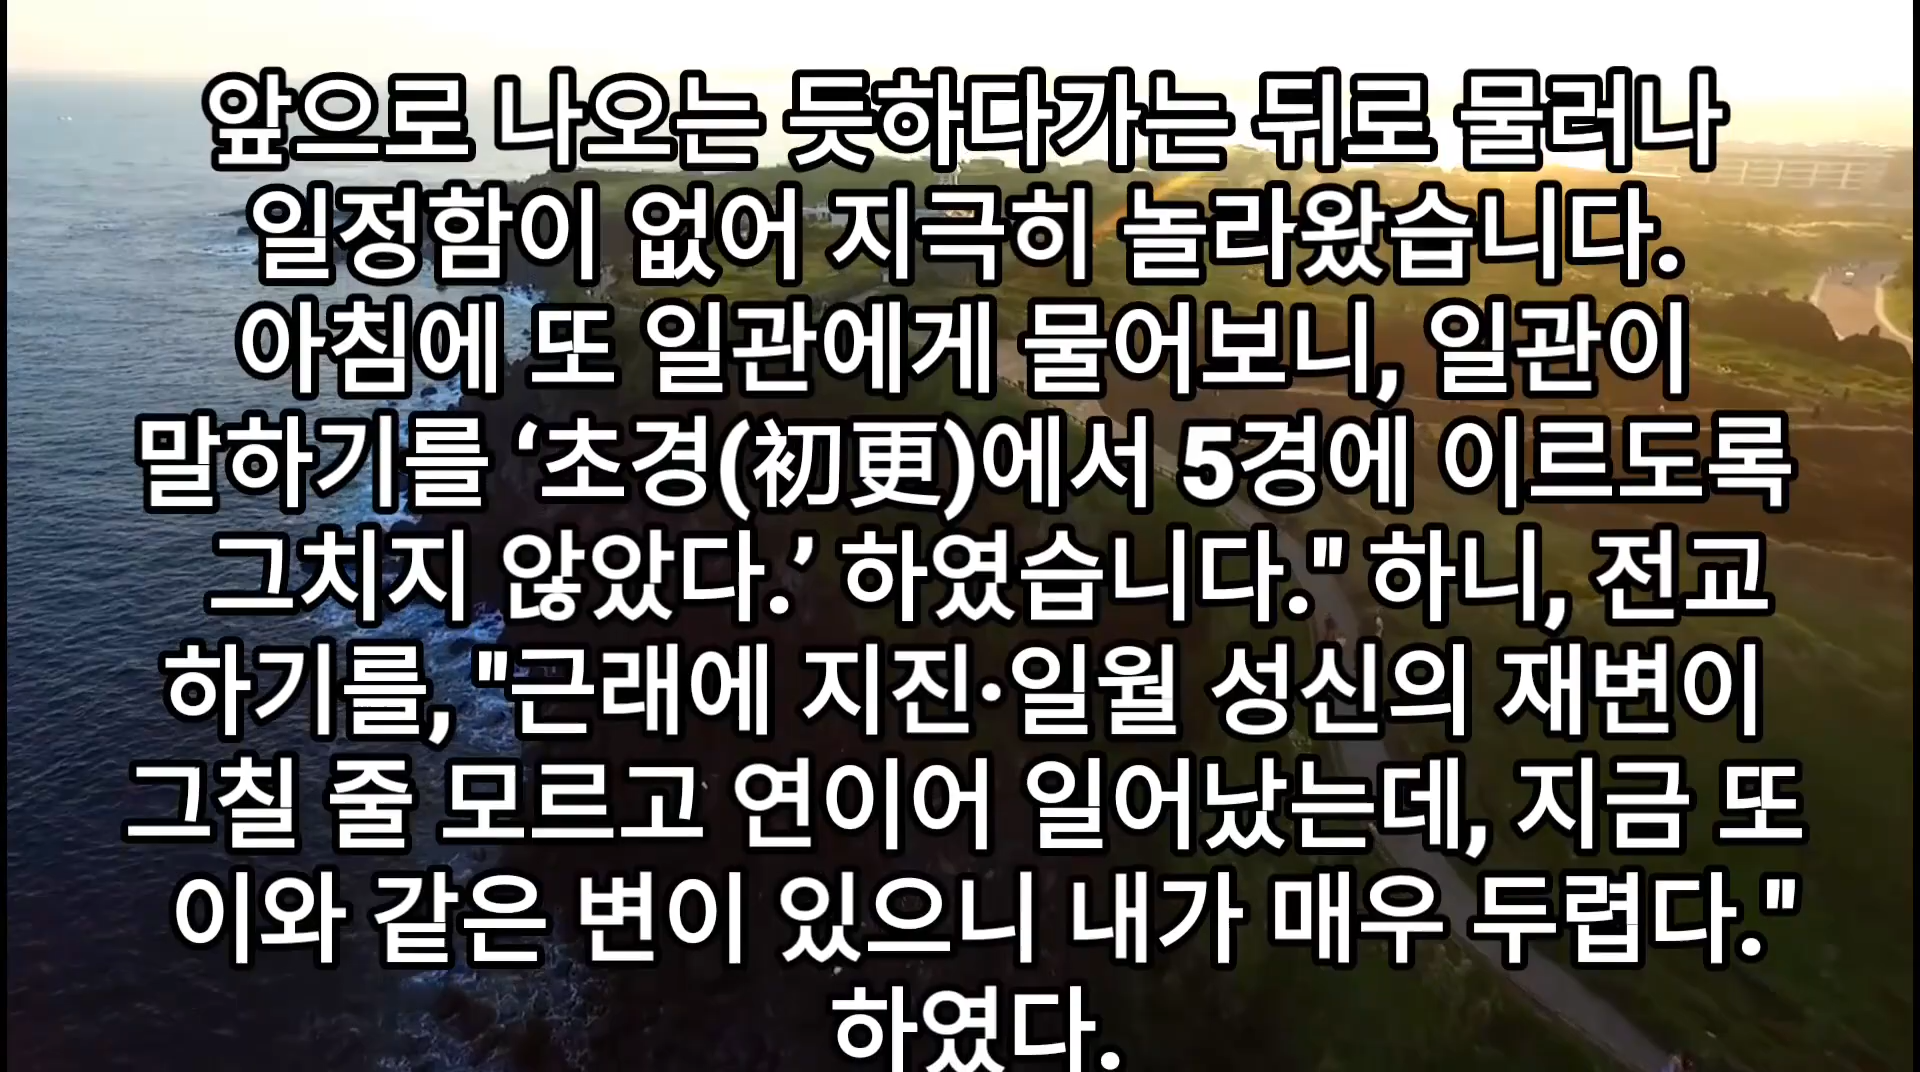 앞으로 나오는 듯하다가는 뒤로 물러나
일정함이 없어 지극히 놀라왔습니다.
아침에 또 일관에게 물어보니, 일관이
말하기를 ‘초경(初更)에서 5경에 이르도록
그치지 않았다.’ 하였습니다." 하니, 전교
하기를, "근래에 지진·일월 성신의 재변이
그칠 줄 모르고 연이어 일어났는데, 지금 또
이와 같은 변이 있으니 내가 매우 두렵다."
하였다.